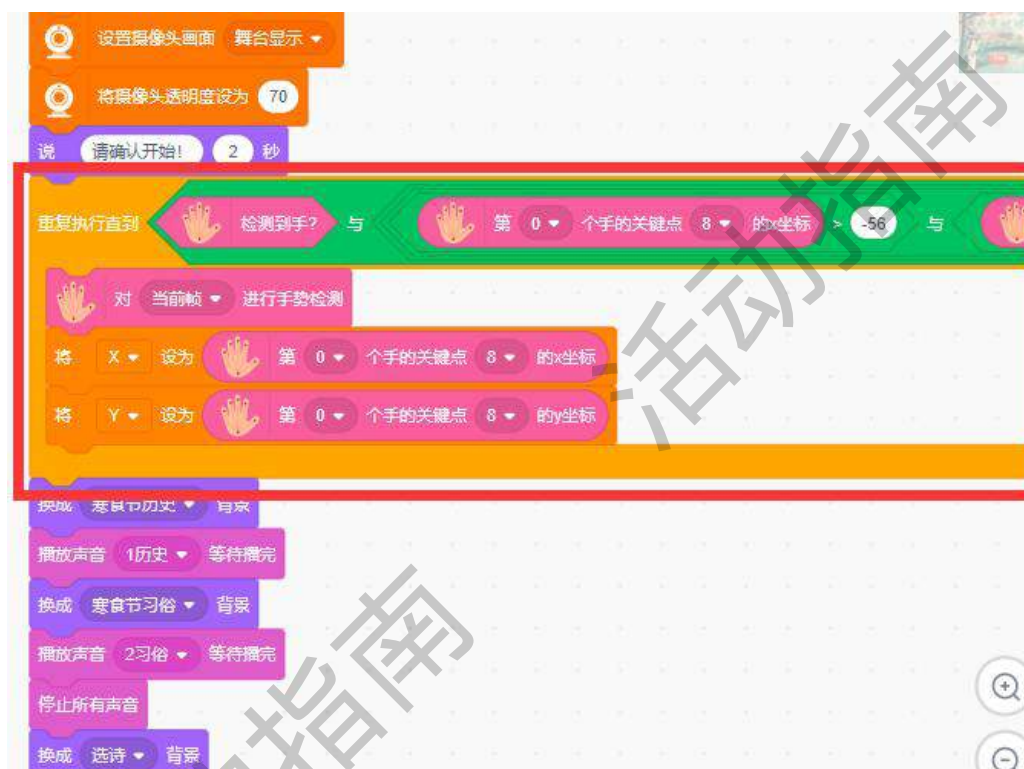 设置摄像头画面 舞台显示
将摄像头透明度设为 70
说 请确认开始! 2 秒
重复执行直到 检测到手? 与 第 0 个手的关键点 8 的x坐标 > -56 与
对 当前帧 进行手势检测
将 X 设为 第 0 个手的关键点 8 的x坐标
将 Y 设为 第 0 个手的关键点 8 的y坐标
换成 寒食节历史 背景
播放声音 1历史 等待播完
换成 寒食节习俗 背景
播放声音 2习俗 等待播完
停止所有声音
换成 选诗 背景
活动指南
指南